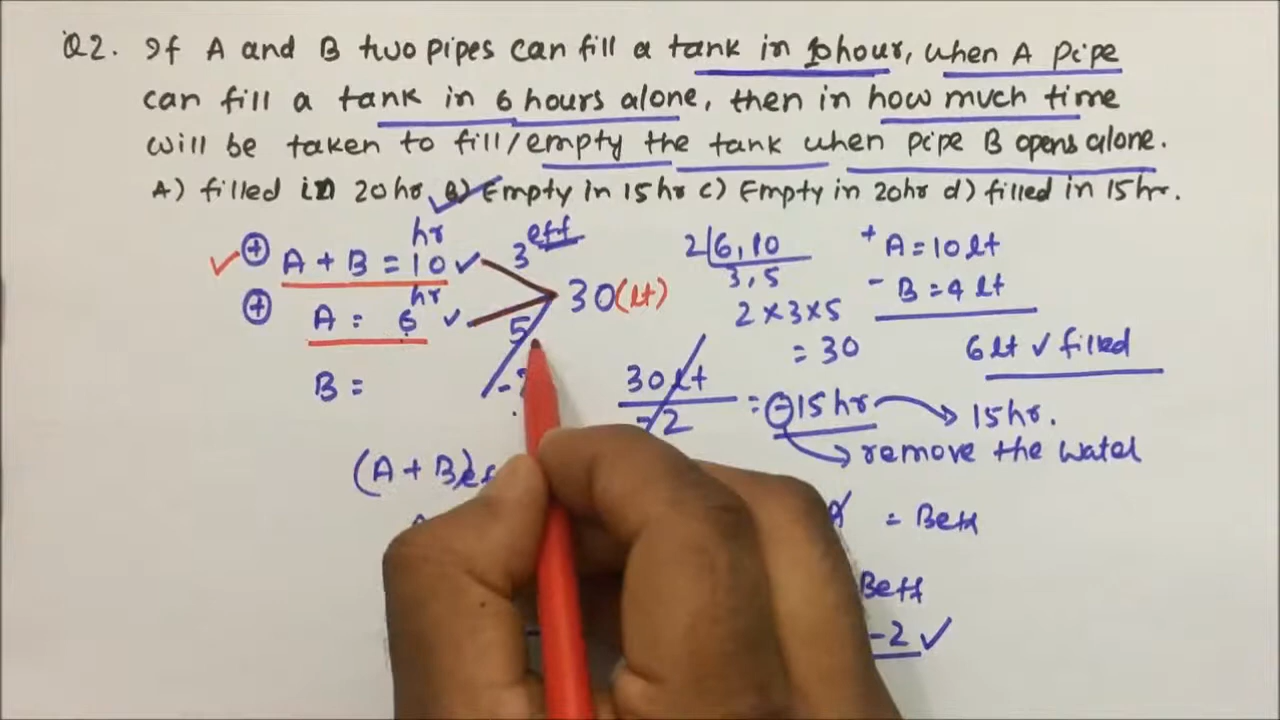 Q2. If A and B two pipes can fill a tank in 10 hour, when A pipe
can fill a tank in 6 hours alone, then in how much time
will be taken to fill/empty the tank when pipe B opens alone.
A) filled in 20hr B) Empty in 15hr c) Empty in 20hr d) filled in 15hr.
hr eff
+ A + B = 10 3
hr
+ A : 6 5
30(lt)
B =
2 6, 10
3, 5
2 x 3 x 5
= 30
+ A = 10 lt
- B = 4 lt
6 lt filled
30 lt
-2
= -15 hr 15 hr.
remove the water
(A + B)
= Beff
Beff
-2